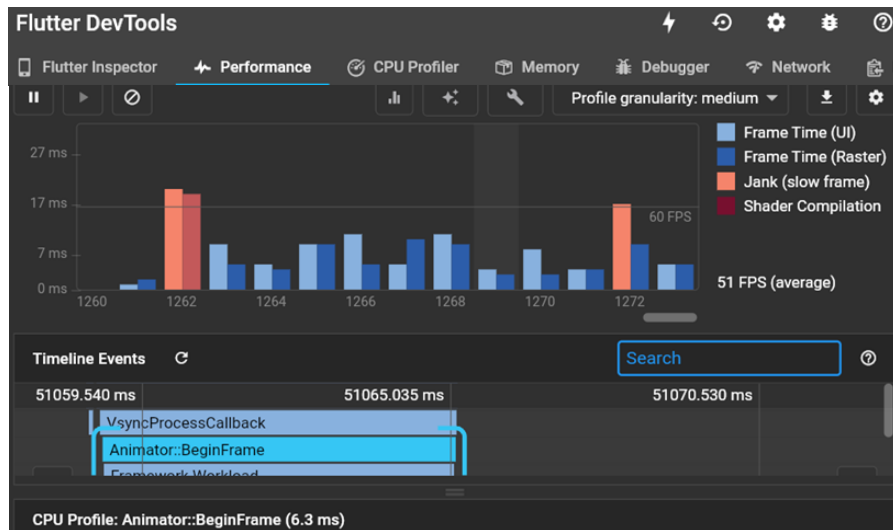 Flutter DevTools
Flutter Inspector Performance CPU Profiler Memory Debugger Network
Profile granularity: medium
27 ms
17 ms
7 ms
0 ms
60 FPS
1260 1262 1264 1266 1268 1270 1272
Frame Time (UI)
Frame Time (Raster)
Jank (slow frame)
Shader Compilation
51 FPS (average)
Timeline Events Search
51059.540 ms 51065.035 ms 51070.530 ms
VsyncProcessCallback
Animator::BeginFrame
Framework Workload
CPU Profile: Animator::BeginFrame (6.3 ms)